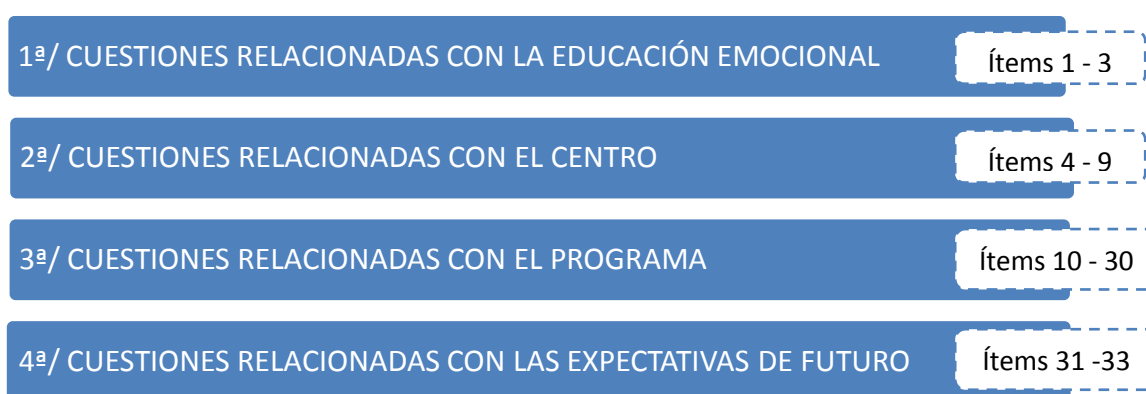 1ª/ CUESTIONES RELACIONADAS CON LA EDUCACIÓN EMOCIONAL
Ítems 1 - 3
2ª/ CUESTIONES RELACIONADAS CON EL CENTRO
Ítems 4 - 9
3ª/ CUESTIONES RELACIONADAS CON EL PROGRAMA
Ítems 10 - 30
4ª/ CUESTIONES RELACIONADAS CON LAS EXPECTATIVAS DE FUTURO
Ítems 31 -33